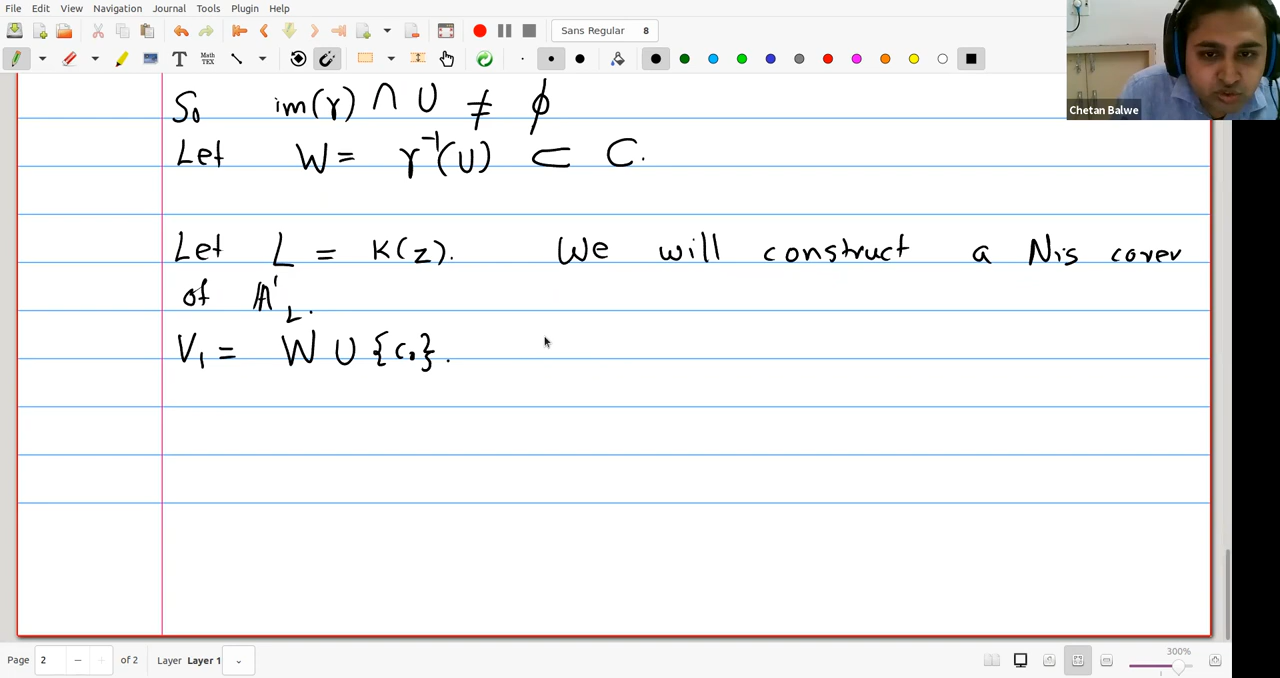 File Edit View Navigation Journal Tools Plugin Help
Sans Regular 8
Chetan Balwe
So im(γ) ∩ U ≠ ϕ
Let W = γ⁻¹(U) ⊂ C.
Let L = K(Z). We will construct a Nis cover
of 𝔸¹_L.
V₁ = W ∪ {c₀}.
Page 2 of 2 Layer Layer 1 300%